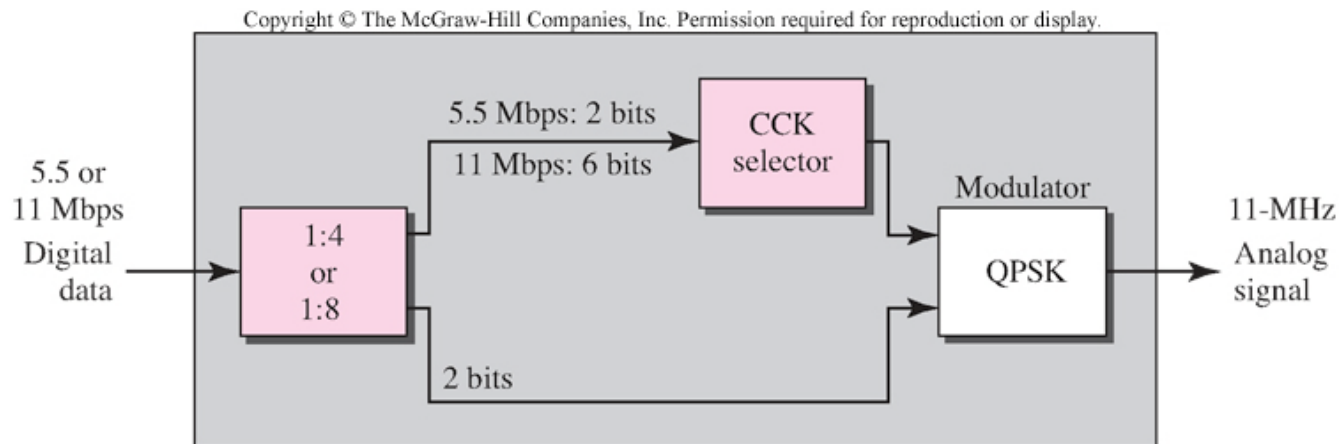 Copyright © The McGraw-Hill Companies, Inc. Permission required for reproduction or display.
5.5 or
11 Mbps
Digital
data
1:4
or
1:8
5.5 Mbps: 2 bits
11 Mbps: 6 bits
2 bits
CCK
selector
Modulator
QPSK
11-MHz
Analog
signal